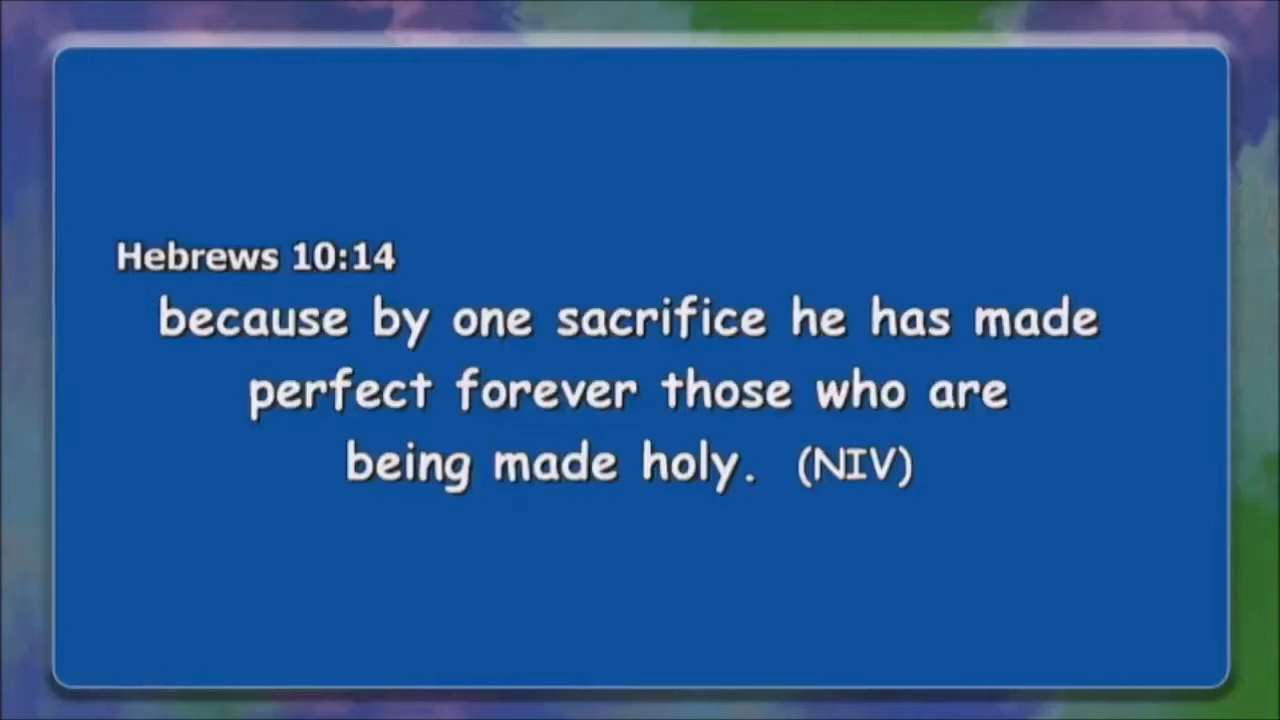 Hebrews 10:14
because by one sacrifice he has made
perfect forever those who are
being made holy. (NIV)